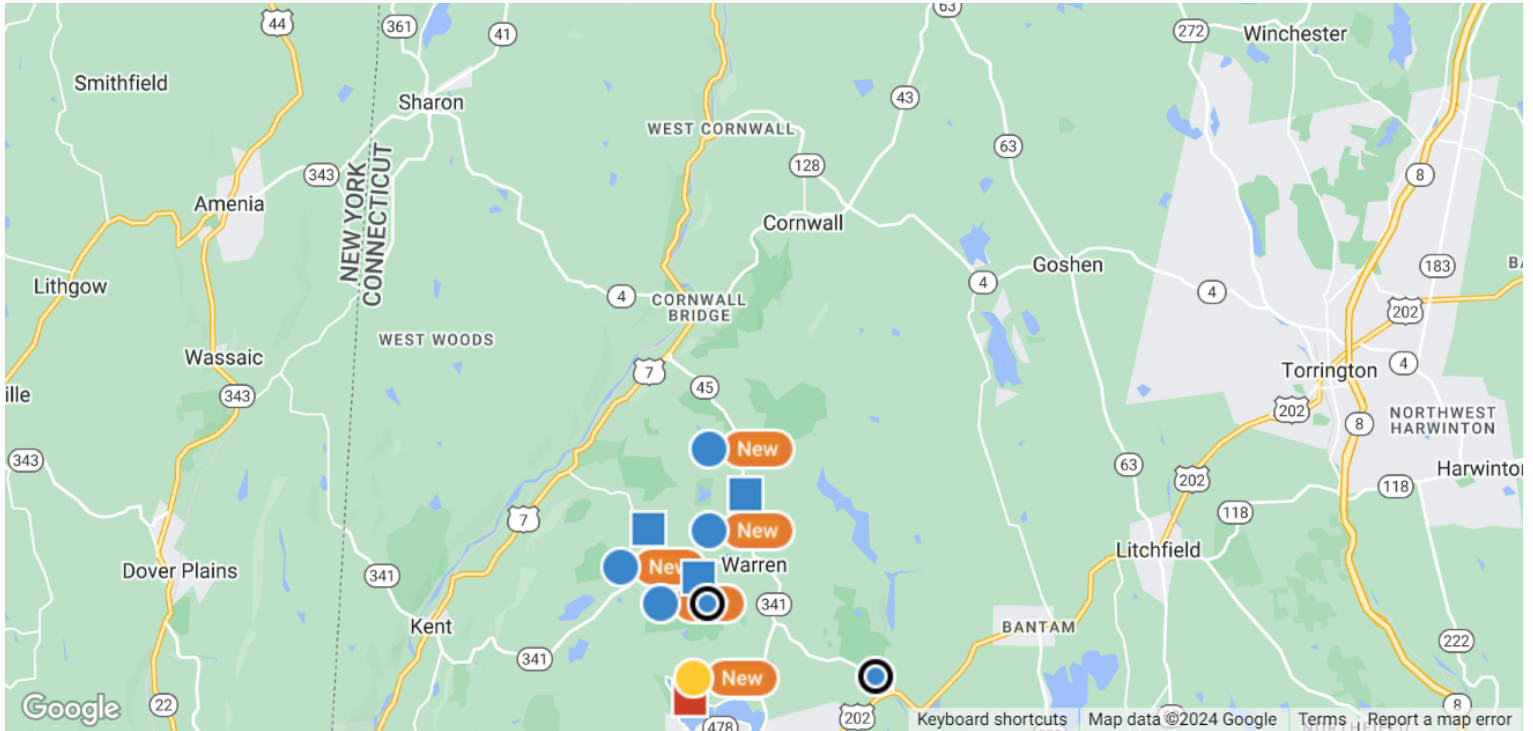 63
44
361
41
272
Winchester
Smithfield
Sharon
43
WEST CORNWALL
63
128
343
8
NEW YORK
CONNECTICUT
Amenia
Cornwall
Goshen
183
Lithgow
4
CORNWALL
BRIDGE
4
4
202
WEST WOODS
Wassaic
7
Torrington
4
ille
343
45
202
NORTHWEST
HARWINTON
8
New
343
63
202
118
Harwinton
7
New
118
Litchfield
Dover Plains
341
New
Warren
341
Kent
BANTAM
222
341
New
22
Google
478
202
8
Keyboard shortcuts
Map data ©2024 Google
Terms
Report a map error